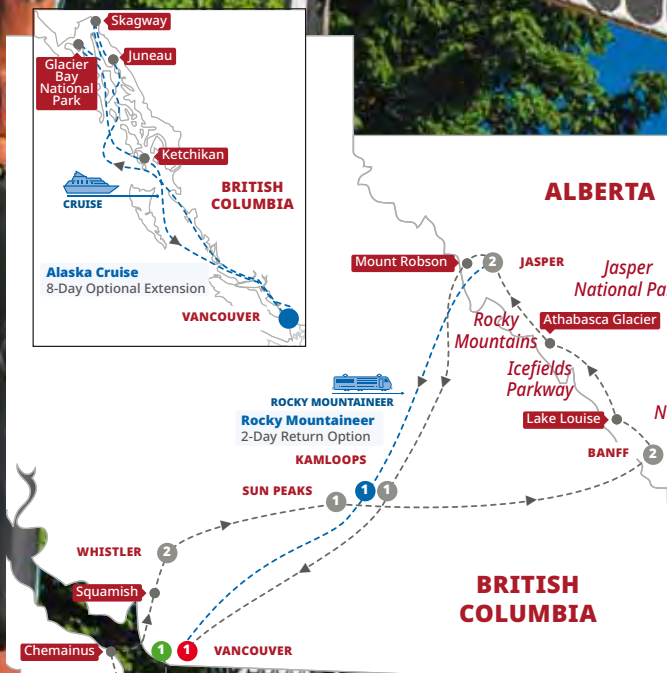 Skagway
Glacier
Bay
National
Park
Juneau
Ketchikan
BRITISH
COLUMBIA
CRUISE
Alaska Cruise
8-Day Optional Extension
VANCOUVER
ALBERTA
Mount Robson
2
JASPER
Jasper
National Pa
Rocky
Mountains
Athabasca Glacier
Icefields
Parkway
ROCKY MOUNTAINEER
Rocky Mountaineer
2-Day Return Option
Lake Louise
N
BANFF
2
KAMLOOPS
SUN PEAKS
1
1
1
WHISTLER
2
Squamish
BRITISH
COLUMBIA
Chemainus
1
1
VANCOUVER